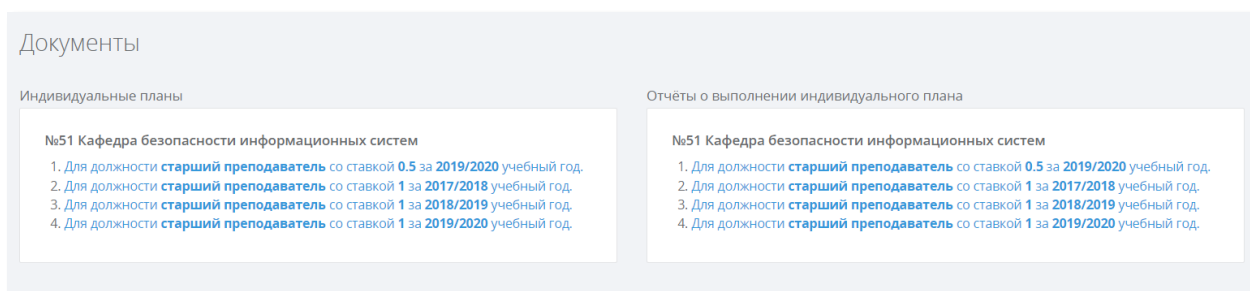 Документы
Индивидуальные планы
№51 Кафедра безопасности информационных систем
1. Для должности старший преподаватель со ставкой 0.5 за 2019/2020 учебный год.
2. Для должности старший преподаватель со ставкой 1 за 2017/2018 учебный год.
3. Для должности старший преподаватель со ставкой 1 за 2018/2019 учебный год.
4. Для должности старший преподаватель со ставкой 1 за 2019/2020 учебный год.
Отчёты о выполнении индивидуального плана
№51 Кафедра безопасности информационных систем
1. Для должности старший преподаватель со ставкой 0.5 за 2019/2020 учебный год.
2. Для должности старший преподаватель со ставкой 1 за 2017/2018 учебный год.
3. Для должности старший преподаватель со ставкой 1 за 2018/2019 учебный год.
4. Для должности старший преподаватель со ставкой 1 за 2019/2020 учебный год.